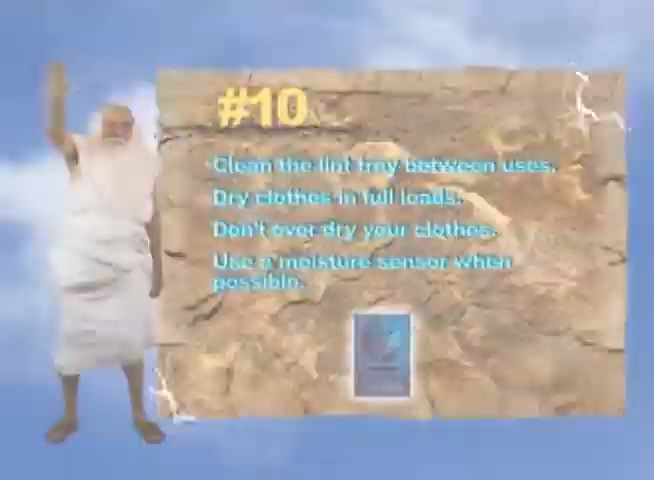 #10
Clean the lint tray between uses.
Dry clothes in full loads.
Don't over dry your clothes.
Use a moisture sensor when
possible.